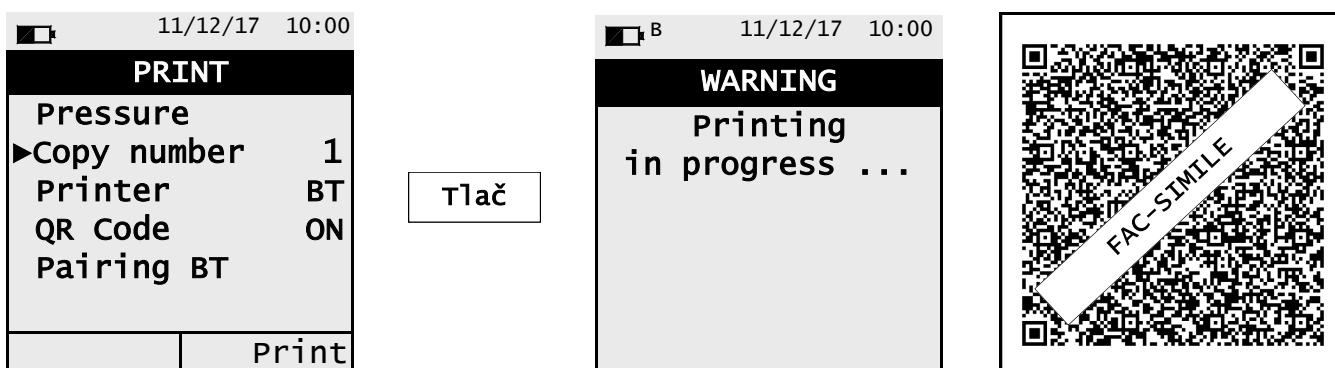 11/12/17 10:00
PRINT
Pressure
►Copy number 1
Printer BT
QR Code ON
Pairing BT
Print
Tlač
B 11/12/17 10:00
WARNING
Printing
in progress ...
FAC-SIMILE